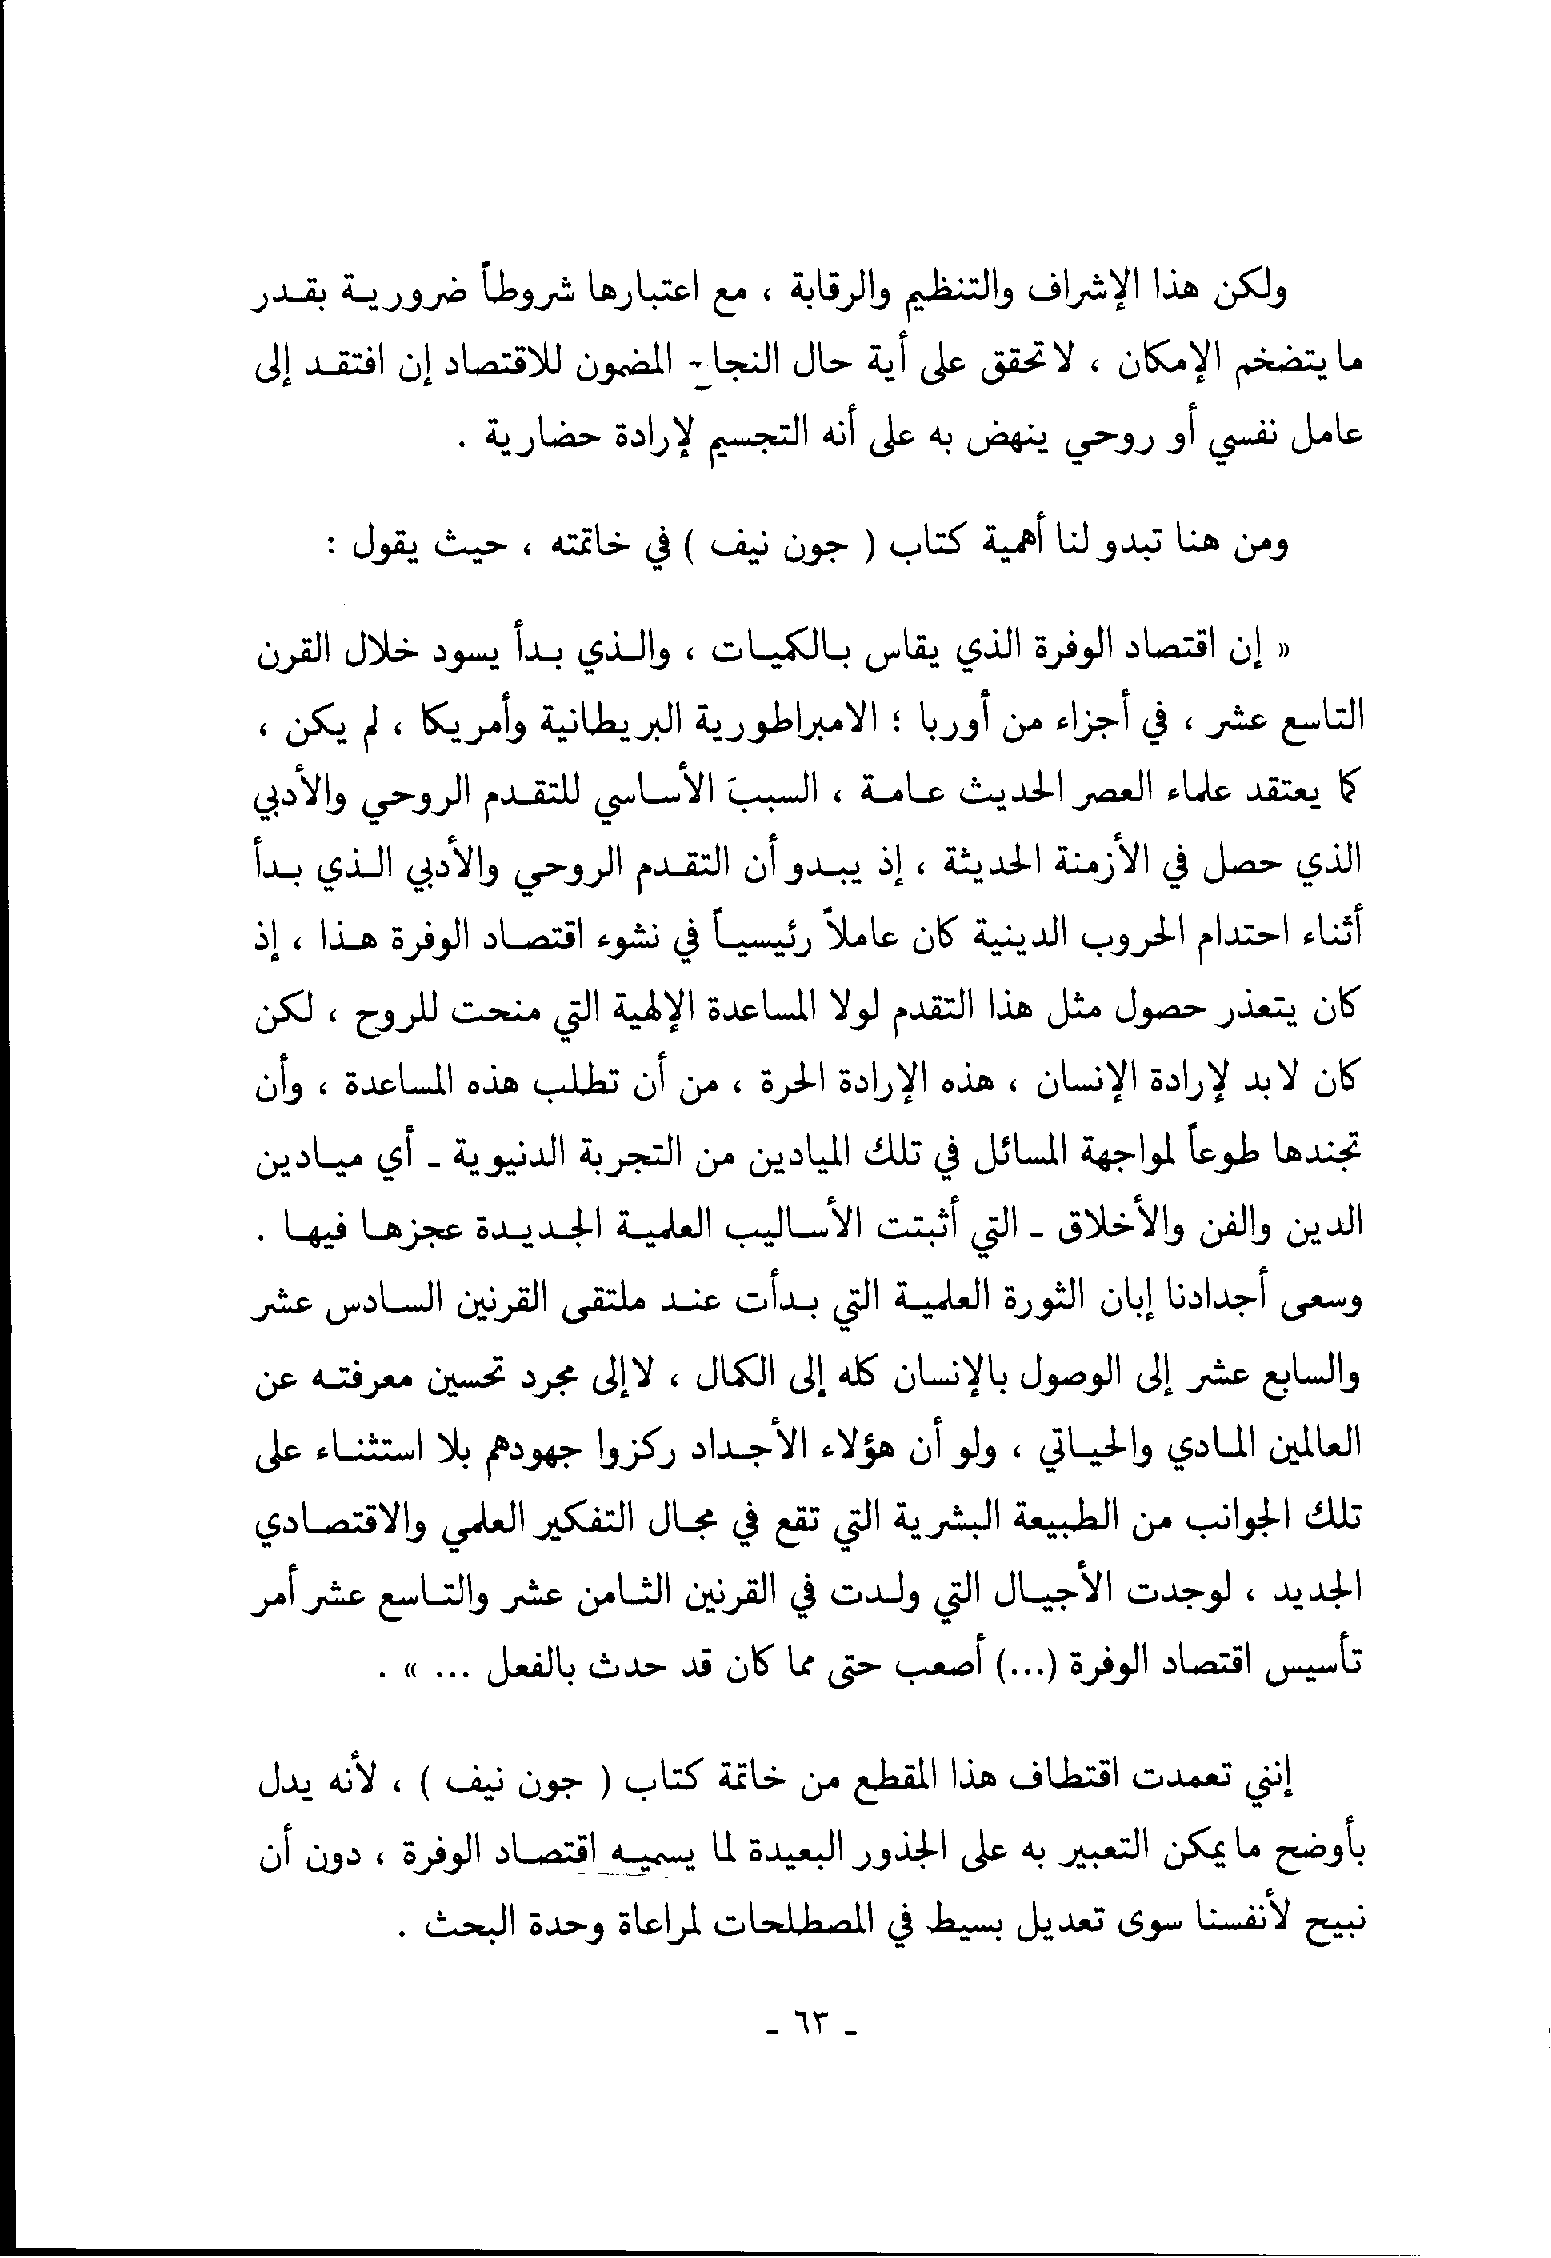 ولكن هذا الإشراف والتنظيم والرقابة ، مع اعتبارها شروطاً ضرورية بقدر
ما يتضخم الإمكان ، لا تحقق على أية حال النجاح المضمون للاقتصاد إن افتقد إلى
عامل نفسي أو روحي ينهض به على أنه التجسيم لإرادة حضارية .
ومن هنا تبدو لنا أهمية كتاب ( جون نيف ) في خاتمته ، حيث يقول :
« إن اقتصاد الوفرة الذي يقاس بالكميات ، والذي بدأ يسود خلال القرن
التاسع عشر ، في أجزاء من أوربا ؛ الامبراطورية البريطانية وأمريكا ، لم يكن ،
كما يعتقد علماء العصر الحديث عامة ، السببَ الأساسي للتقدم الروحي والأدبي
الذي حصل في الأزمنة الحديثة ، إذ يبدو أن التقدم الروحي والأدبي الذي بدأ
أثناء احتدام الحروب الدينية كان عاملاً رئيسياً في نشوء اقتصاد الوفرة هذا ، إذ
كان يتعذر حصول مثل هذا التقدم لولا المساعدة الإلهية التي منحت للروح ، لكن
كان لا بد لإرادة الإنسان ، هذه الإرادة الحرة ، من أن تطلب هذه المساعدة ، وأن
تجندها طوعاً لمواجهة المسائل في تلك الميادين من التجربة الدنيوية ـ أي ميادين
الدين والفن والأخلاق ـ التي أثبتت الأساليب العلمية الجديدة عجزها فيها .
وسعى أجدادنا إبان الثورة العلمية التي بدأت عند ملتقى القرنين السادس عشر
والسابع عشر إلى الوصول بالإنسان كله إلى الكمال ، لا إلى مجرد تحسين معرفته عن
العالمين المادي والحياتي ، ولو أن هؤلاء الأجداد ركزوا جهودهم بلا استثناء على
تلك الجوانب من الطبيعة البشرية التي تقع في مجال التفكير العلمي والاقتصادي
الجديد ، لوجدت الأجيال التي ولدت في القرنين الثامن عشر والتاسع عشر أمر
تأسيس اقتصاد الوفرة (...) أصعب حتى مما كان قد حدث بالفعل ... » .
إنني تعمدت اقتطاف هذا المقطع من خاتمة كتاب ( جون نيف ) ، لأنه يدل
بأوضح ما يمكن التعبير به على الجذور البعيدة لما يسميه اقتصاد الوفرة ، دون أن
نبيح لأنفسنا سوى تعديل بسيط في المصطلحات لمراعاة وحدة البحث .
ـ ٦٣ ـ